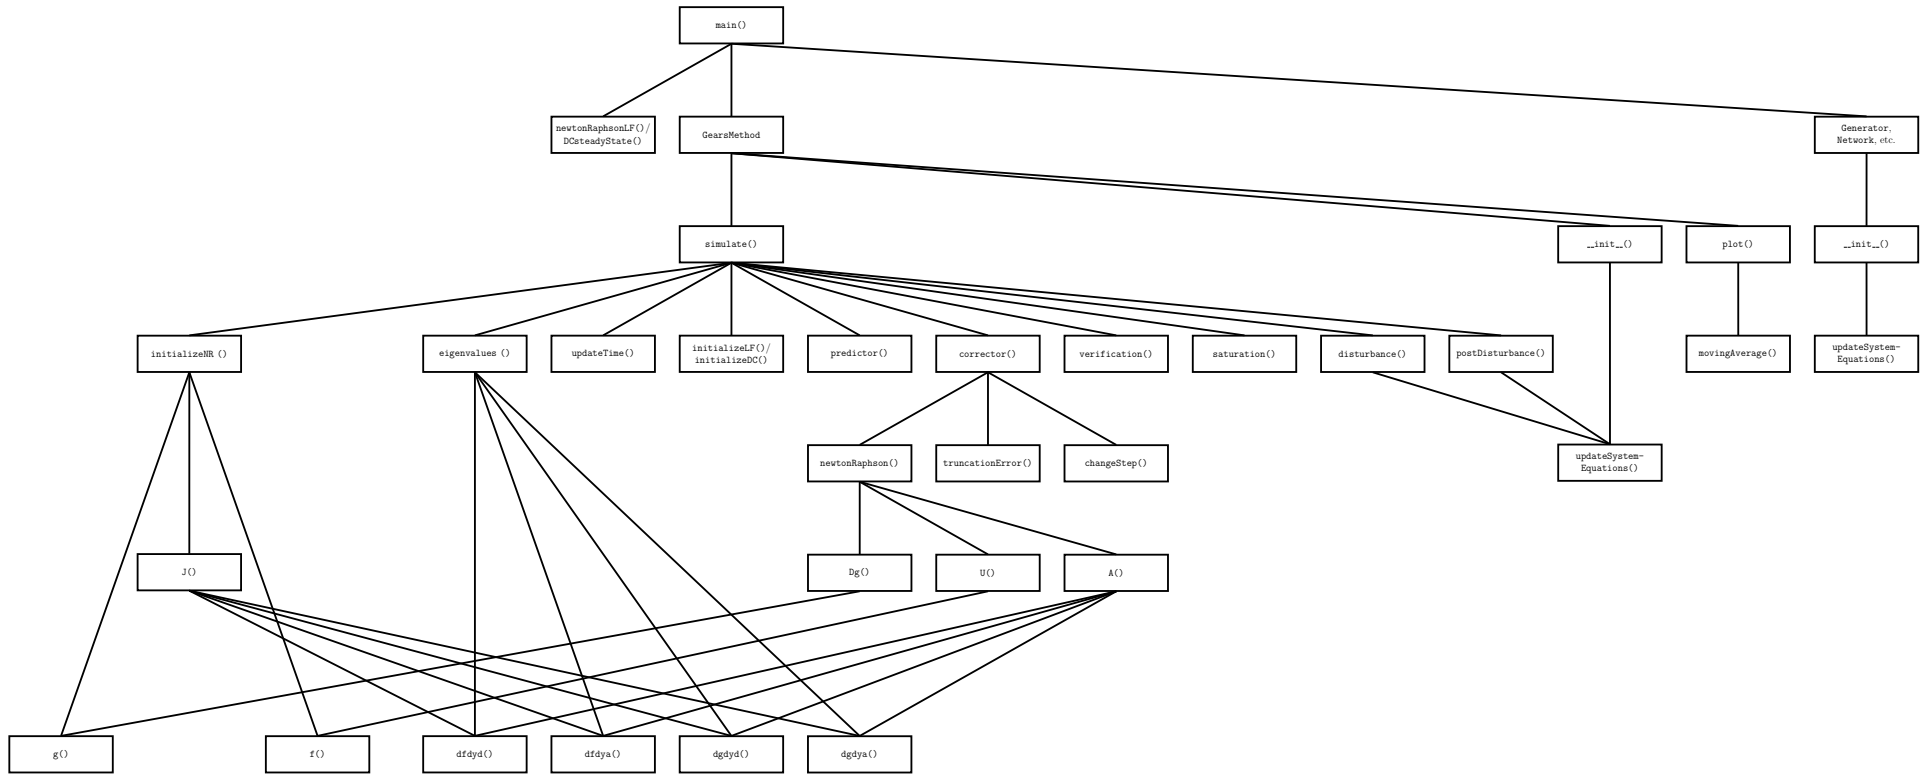 main()
newtonRaphsonLF()/
DCsteadyState()
GearsMethod
Generator,
Network, etc.
simulate()
__init__()
plot()
__init__()
initializeNR ()
eigenvalues ()
updateTime()
initializeLF()/
initializeDC()
predictor()
corrector()
verification()
saturation()
disturbance()
postDisturbance()
movingAverage()
updateSystem-
Equations()
newtonRaphson()
truncationError()
changeStep()
updateSystem-
Equations()
J()
Dg()
U()
A()
g()
f()
dfdyd()
dfdya()
dgdyd()
dgdya()